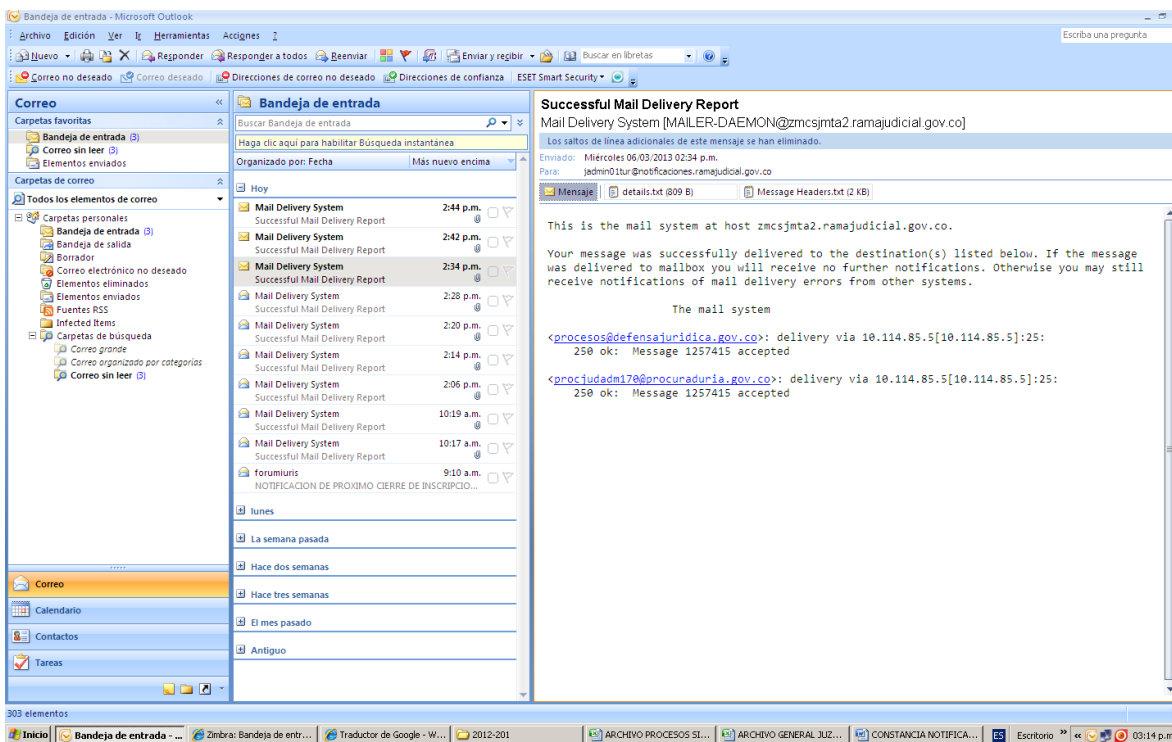 Bandeja de entrada - Microsoft Outlook
Archivo Edición Ver Ir Herramientas Acciones ?
Escriba una pregunta
Nuevo Responder Responder a todos Reenviar Enviar y recibir Buscar en libretas
Correo no deseado Correo deseado Direcciones de correo no deseado Direcciones de confianza ESET Smart Security
Correo
Carpetas favoritas
Bandeja de entrada (3)
Correo sin leer (3)
Elementos enviados
Carpetas de correo
Todos los elementos de correo
Carpetas personales
Bandeja de entrada (3)
Bandeja de salida
Borrador
Correo electrónico no deseado
Elementos eliminados
Elementos enviados
Fuentes RSS
Infected Items
Carpetas de búsqueda
Correo grande
Correo organizado por categorías
Correo sin leer (3)
Correo
Calendario
Contactos
Tareas
Bandeja de entrada
Buscar Bandeja de entrada
Haga clic aquí para habilitar Búsqueda instantánea
Organizado por: Fecha Más nuevo encima
Hoy
Mail Delivery System 2:44 p.m.
Successful Mail Delivery Report
Mail Delivery System 2:42 p.m.
Successful Mail Delivery Report
Mail Delivery System 2:34 p.m.
Successful Mail Delivery Report
Mail Delivery System 2:28 p.m.
Successful Mail Delivery Report
Mail Delivery System 2:20 p.m.
Successful Mail Delivery Report
Mail Delivery System 2:14 p.m.
Successful Mail Delivery Report
Mail Delivery System 2:06 p.m.
Successful Mail Delivery Report
Mail Delivery System 10:19 a.m.
Successful Mail Delivery Report
Mail Delivery System 10:17 a.m.
Successful Mail Delivery Report
forumiuris 9:10 a.m.
NOTIFICACION DE PROXIMO CIERRE DE INSCRIPCIO...
lunes
La semana pasada
Hace dos semanas
Hace tres semanas
El mes pasado
Antiguo
Successful Mail Delivery Report
Mail Delivery System [MAILER-DAEMON@zmcsjmta2.ramajudicial.gov.co]
Los saltos de línea adicionales de este mensaje se han eliminado.
Enviado: Miércoles 06/03/2013 02:34 p.m.
Para: jadmin01tur@notificaciones.ramajudicial.gov.co
Mensaje details.txt (809 B) Message Headers.txt (2 KB)
This is the mail system at host zmcsjmta2.ramajudicial.gov.co.
Your message was successfully delivered to the destination(s) listed below. If the message
was delivered to mailbox you will receive no further notifications. Otherwise you may still
receive notifications of mail delivery errors from other systems.
The mail system
<procesos@defensajuridica.gov.co>: delivery via 10.114.85.5[10.114.85.5]:25:
250 ok: Message 1257415 accepted
<procjudadm170@procuraduria.gov.co>: delivery via 10.114.85.5[10.114.85.5]:25:
250 ok: Message 1257415 accepted
303 elementos
Inicio Bandeja de entrada - ... Zimbra: Bandeja de entr... Traductor de Google - W... 2012-201 ARCHIVO PROCESOS SI... ARCHIVO GENERAL JUZ... CONSTANCIA NOTIFICA... ES Escritorio » « 03:14 p.m